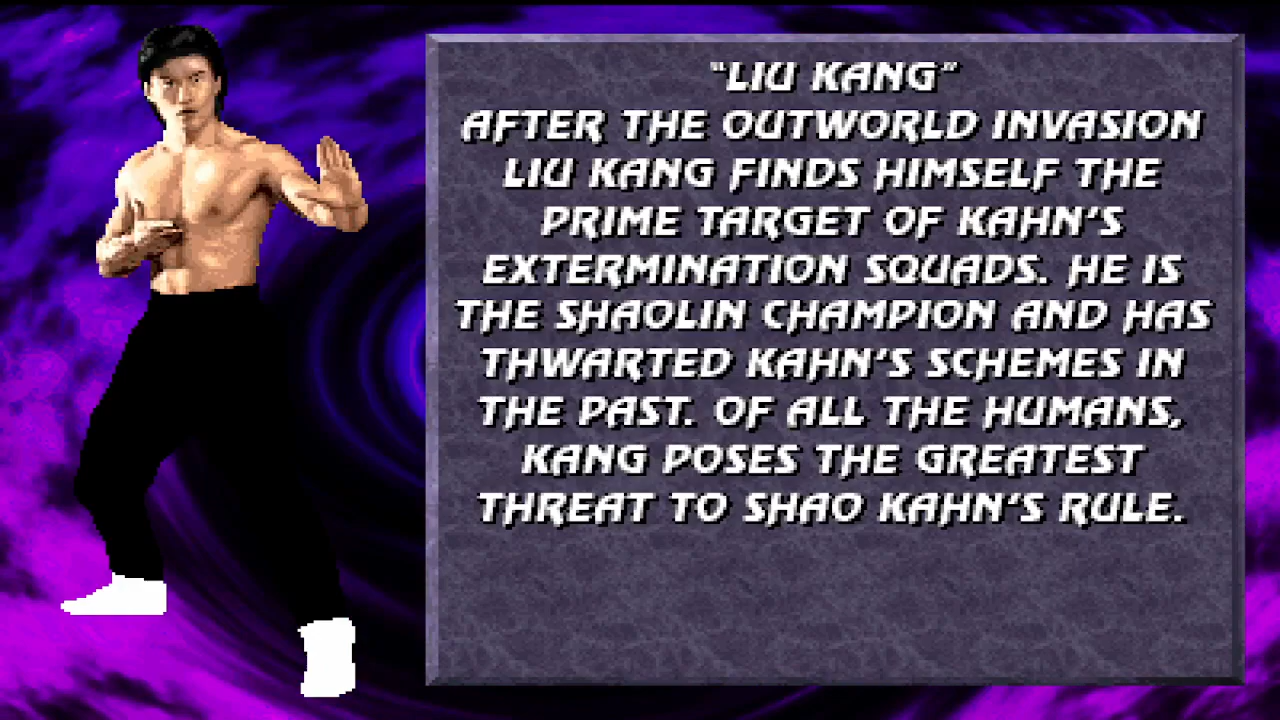 “LIU KANG”
AFTER THE OUTWORLD INVASION
LIU KANG FINDS HIMSELF THE
PRIME TARGET OF KAHN’S
EXTERMINATION SQUADS. HE IS
THE SHAOLIN CHAMPION AND HAS
THWARTED KAHN’S SCHEMES IN
THE PAST. OF ALL THE HUMANS,
KANG POSES THE GREATEST
THREAT TO SHAO KAHN’S RULE.